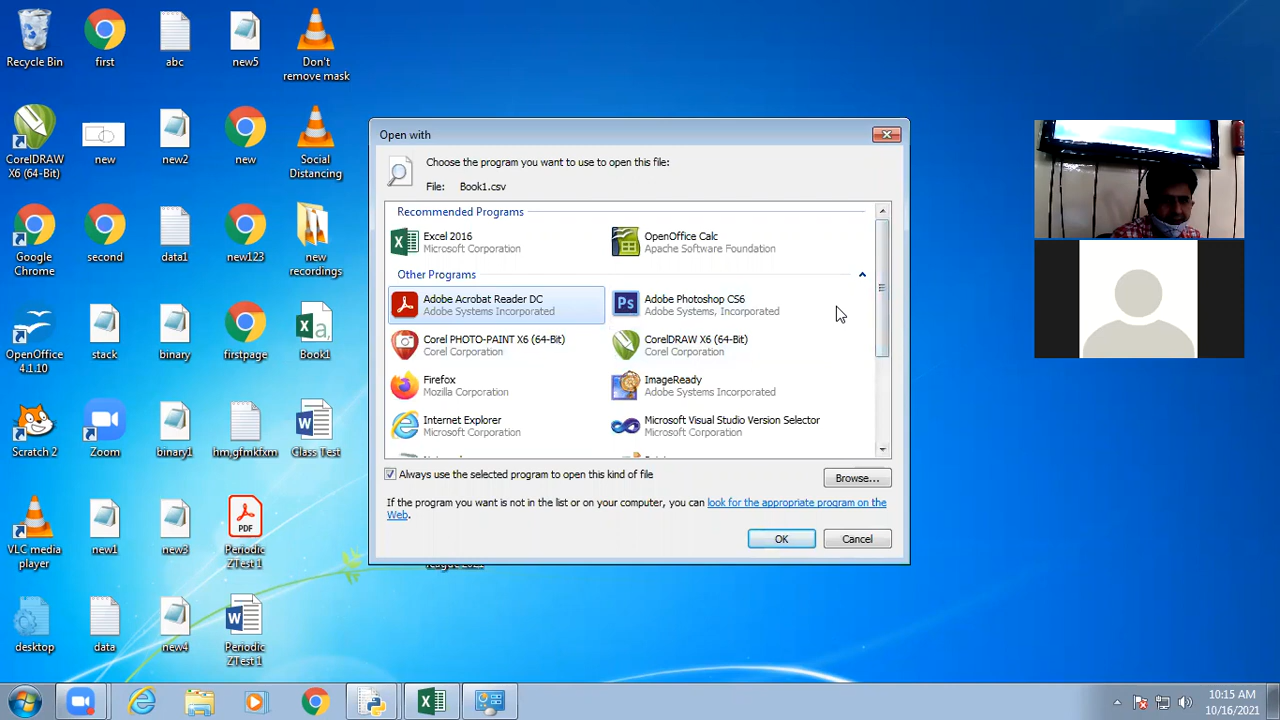 Recycle Bin
first
abc
new5
Don't
remove mask
CorelDRAW
X6 (64-Bit)
new
new2
new
Social
Distancing
Google
Chrome
second
data1
new123
new
recordings
OpenOffice
4.1.10
stack
binary
firstpage
Book1
Scratch 2
Zoom
binary1
hmjgfmkfxm
Class Test
VLC media
player
new1
new3
PDF
Periodic
ZTest 1
desktop
data
new4
Periodic
ZTest 1
Open with
Choose the program you want to use to open this file:
File: Book1.csv
Recommended Programs
Excel 2016
Microsoft Corporation
OpenOffice Calc
Apache Software Foundation
Other Programs
Adobe Acrobat Reader DC
Adobe Systems Incorporated
Ps
Adobe Photoshop CS6
Adobe Systems, Incorporated
Corel PHOTO-PAINT X6 (64-Bit)
Corel Corporation
CorelDRAW X6 (64-Bit)
Corel Corporation
Firefox
Mozilla Corporation
ImageReady
Adobe Systems Incorporated
Internet Explorer
Microsoft Corporation
Microsoft Visual Studio Version Selector
Microsoft Corporation
Always use the selected program to open this kind of file
Browse...
If the program you want is not in the list or on your computer, you can look for the appropriate program on the
Web.
OK
Cancel
10:15 AM
10/16/2021